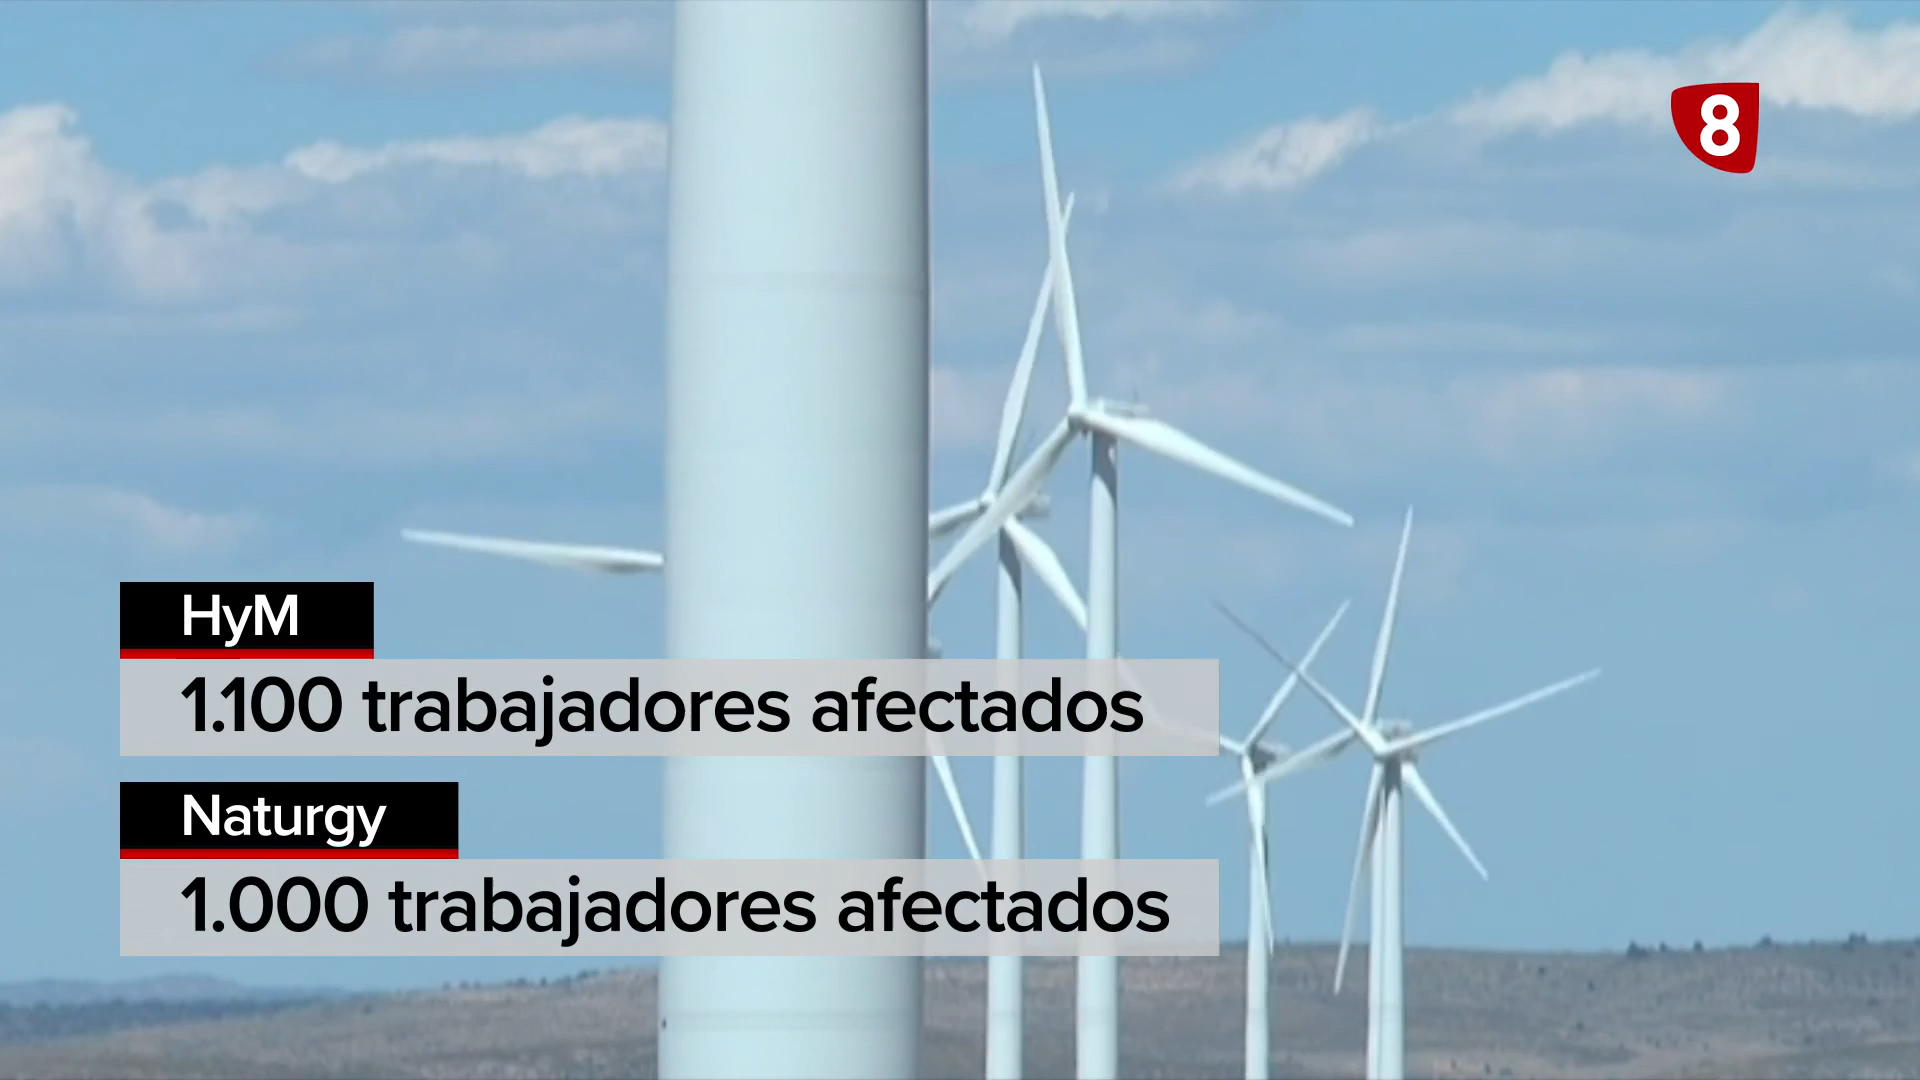 8
HyM
1.100 trabajadores afectados
Naturgy
1.000 trabajadores afectados